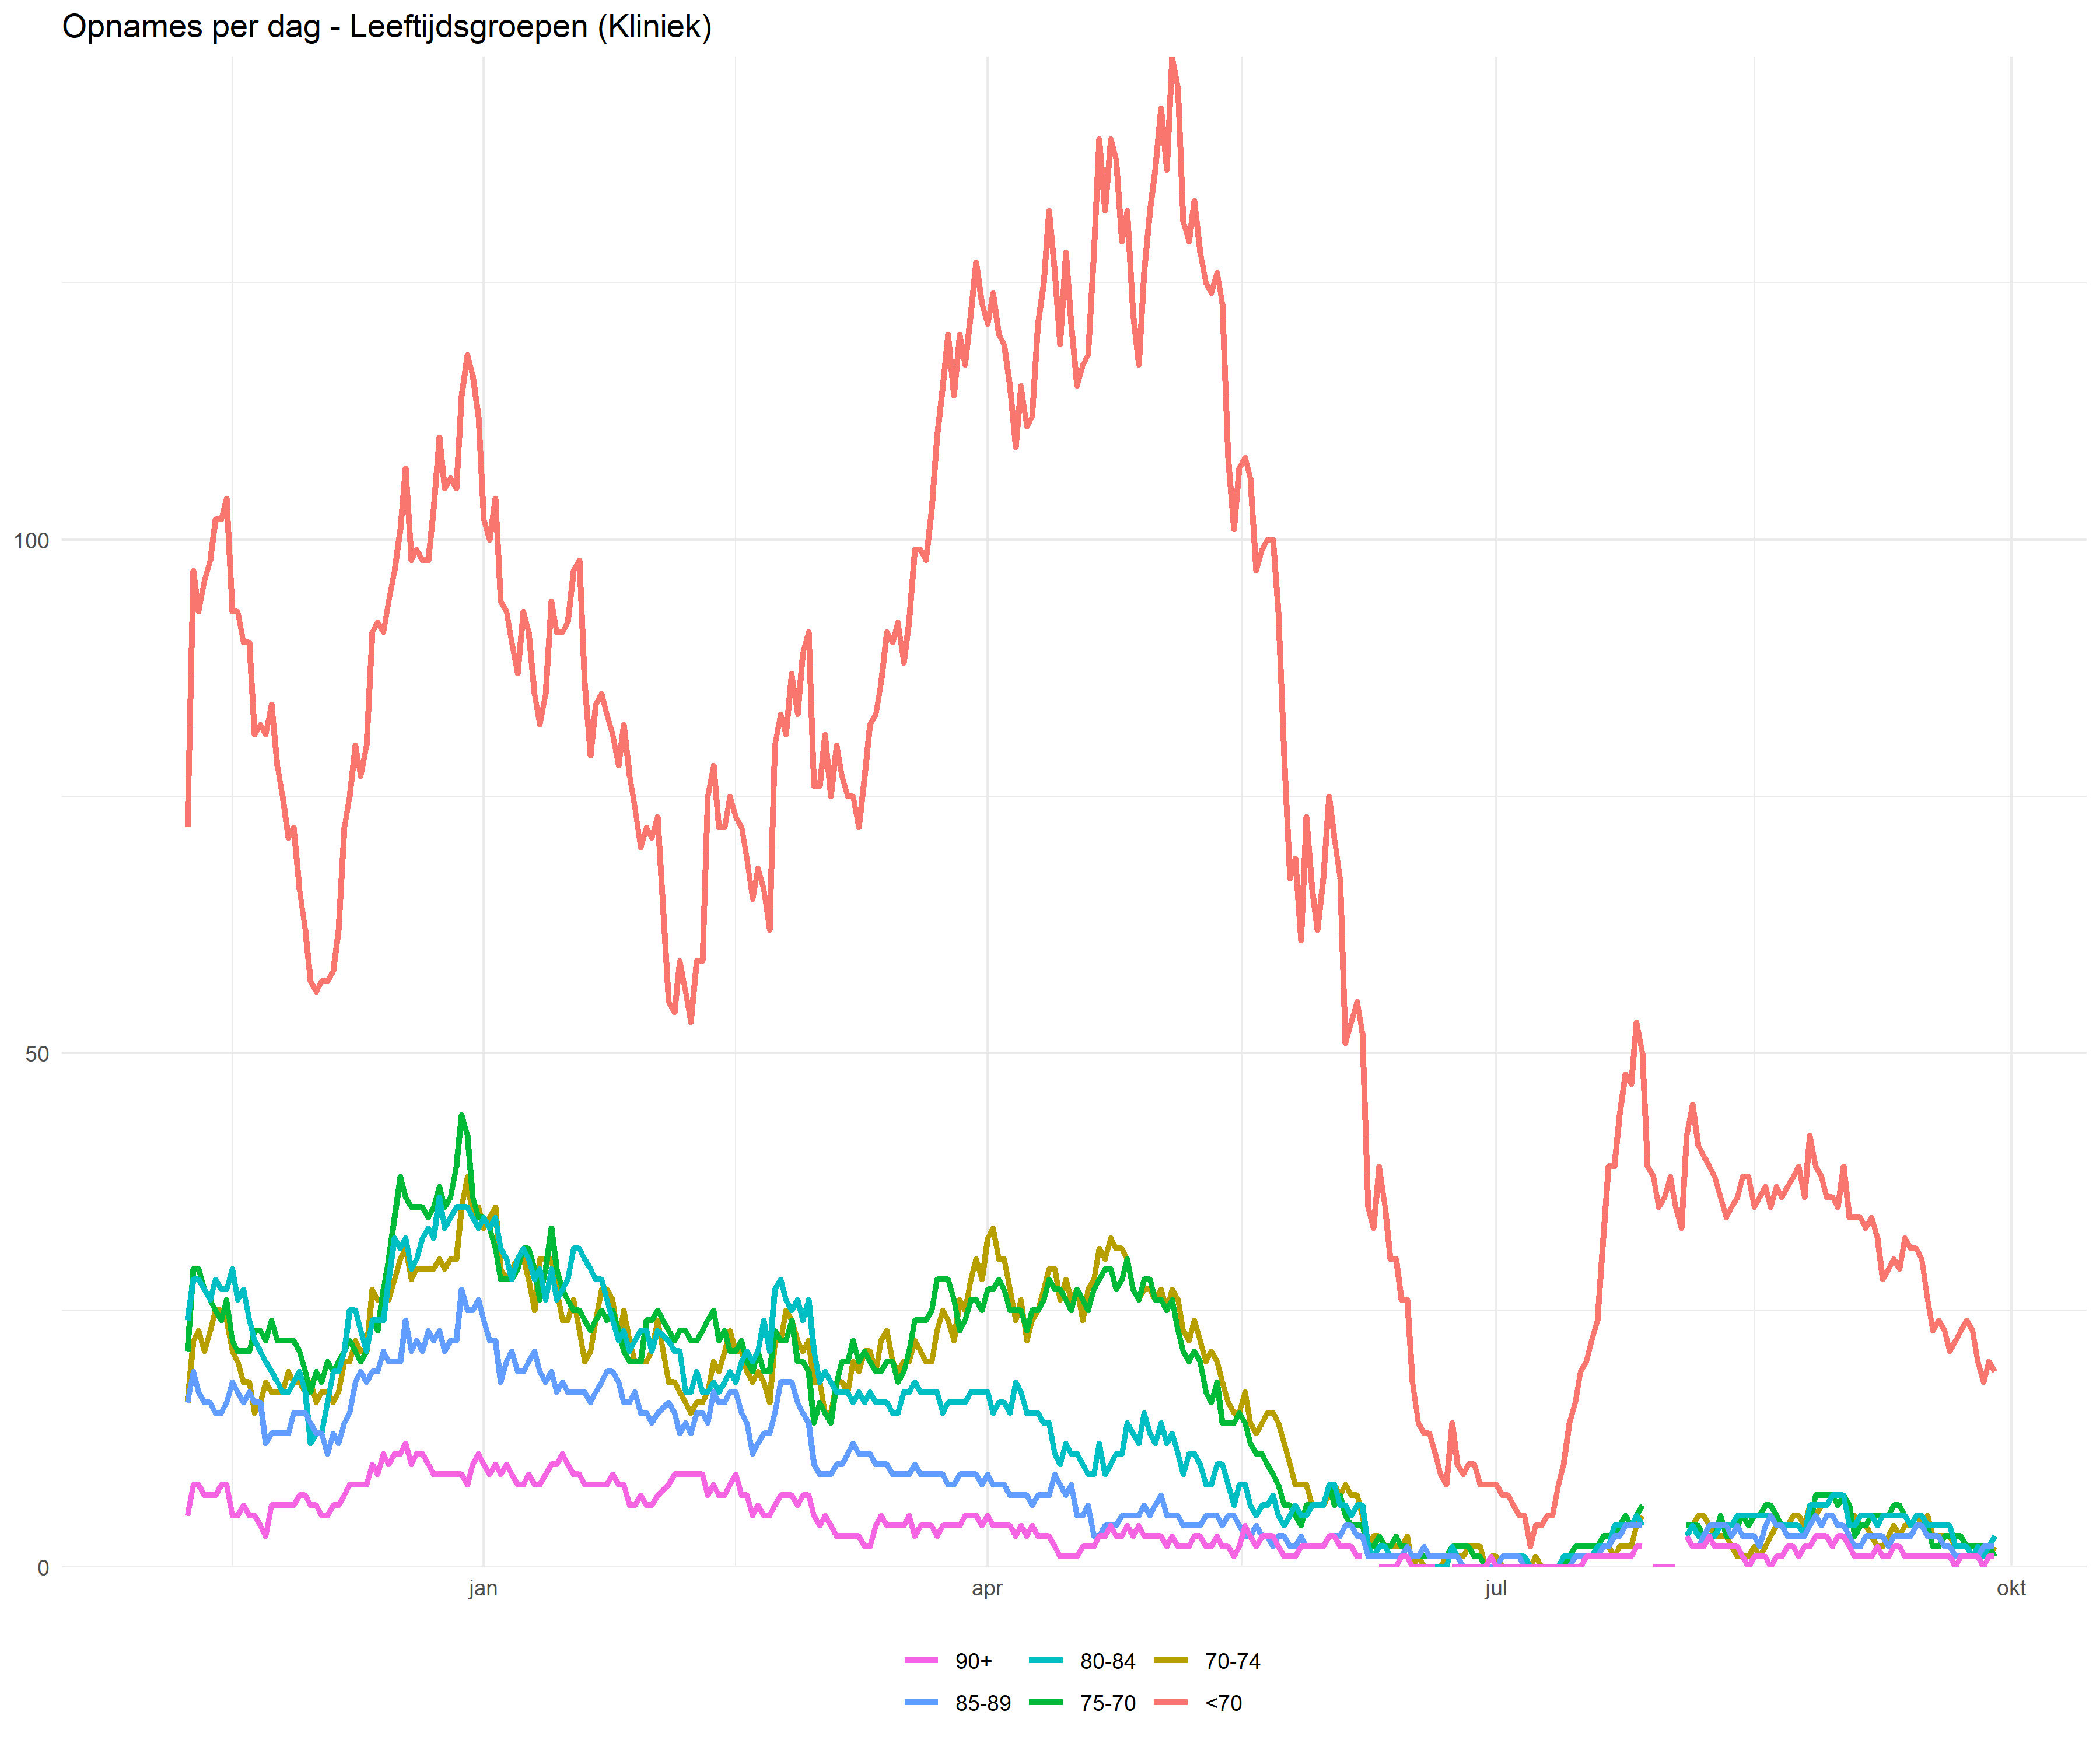 Opnames per dag - Leeftijdsgroepen (Kliniek)
100
50
0
jan apr jul okt
90+ 80-84 70-74
85-89 75-70 <70